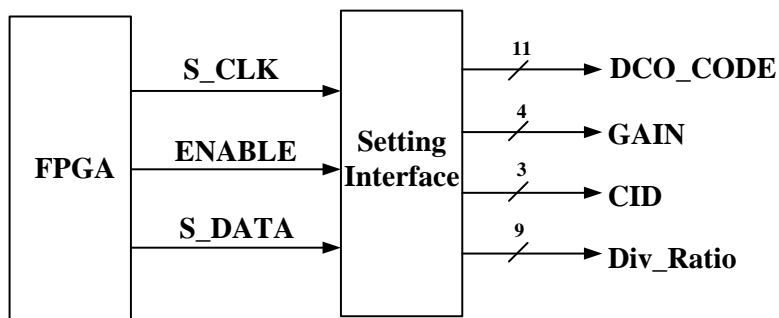 FPGA
S_CLK
ENABLE
S_DATA
Setting
Interface
11
DCO_CODE
4
GAIN
3
CID
9
Div_Ratio